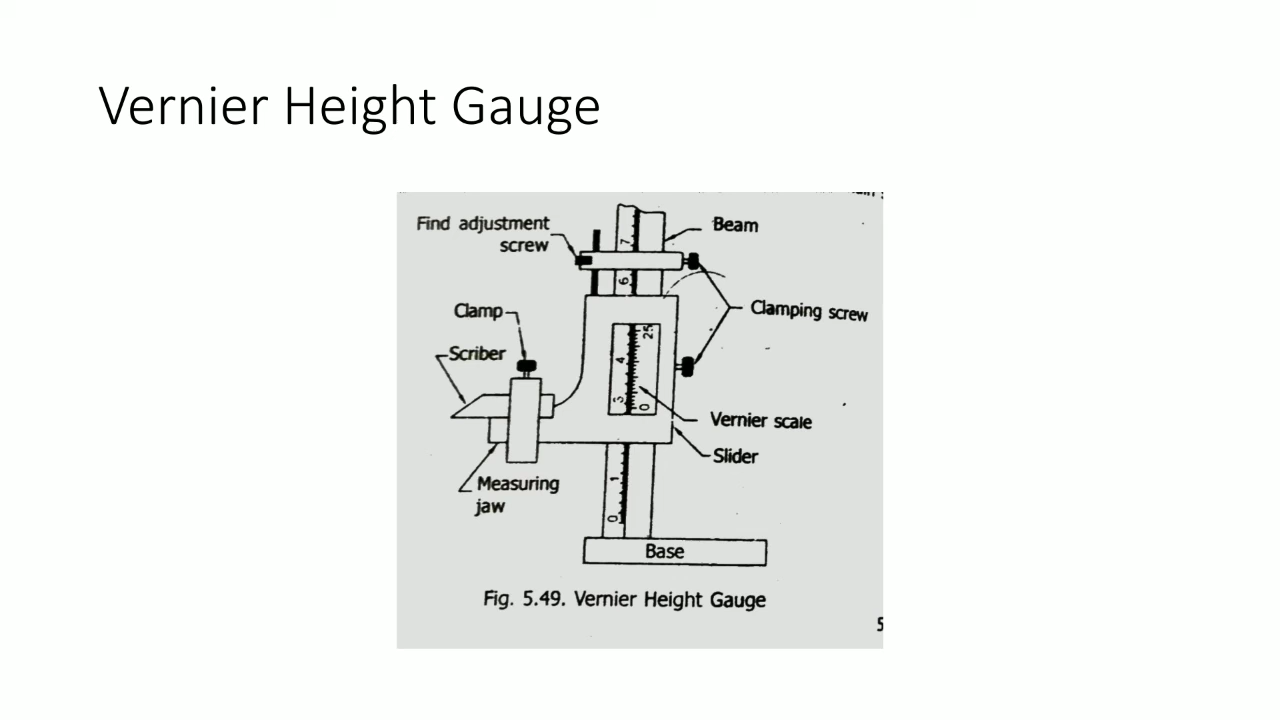 Vernier Height Gauge
Find adjustment
screw
Beam
7
6
Clamp
Clamping screw
Scriber
25
4
3
0
Vernier scale
Slider
Measuring
jaw
1
0
Base
Fig. 5.49. Vernier Height Gauge
5